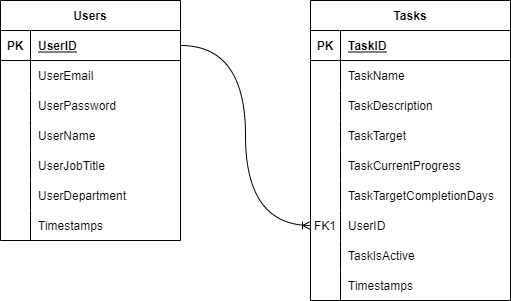 Users
PK UserID
UserEmail
UserPassword
UserName
UserJobTitle
UserDepartment
Timestamps
Tasks
PK TaskID
TaskName
TaskDescription
TaskTarget
TaskCurrentProgress
TaskTargetCompletionDays
FK1 UserID
TaskIsActive
Timestamps